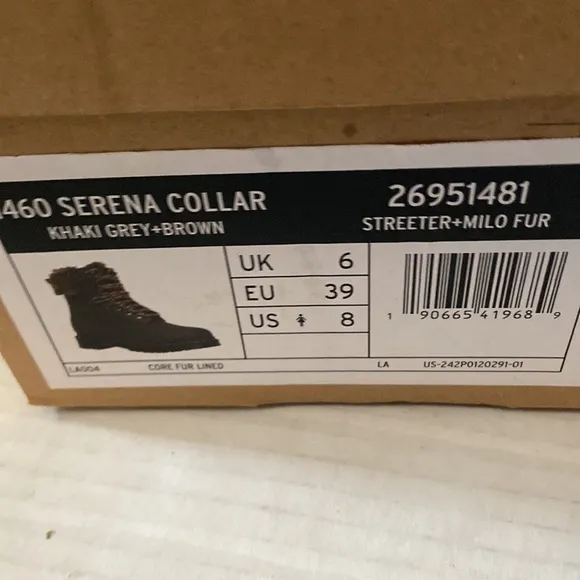 1460 SERENA COLLAR
KHAKI GREY+BROWN
26951481
STREETER+MILO FUR
UK 6
EU 39
US 8
1 90665 41968 9
LA004
CORE FUR LINED
LA
US-242P0120291-01